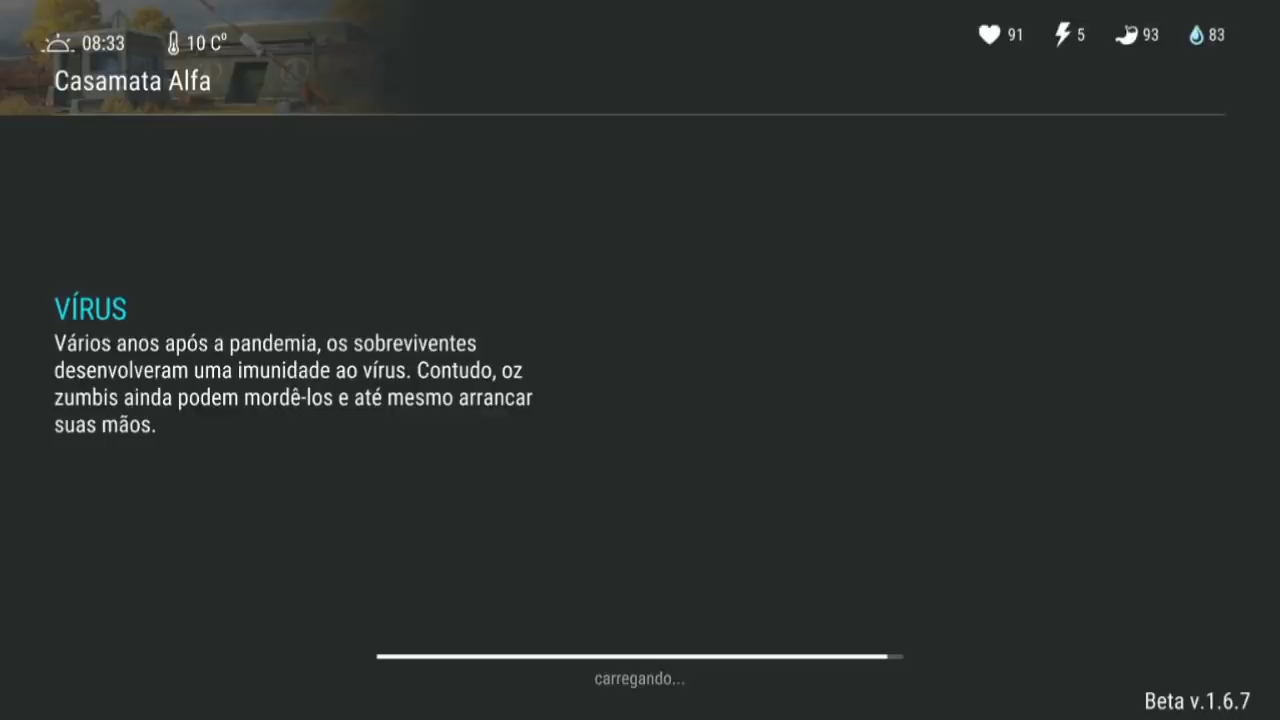 08:33
10 Cº
91
5
93
83
Casamata Alfa
VÍRUS
Vários anos após a pandemia, os sobreviventes
desenvolveram uma imunidade ao vírus. Contudo, oz
zumbis ainda podem mordê-los e até mesmo arrancar
suas mãos.
carregando...
Beta v.1.6.7